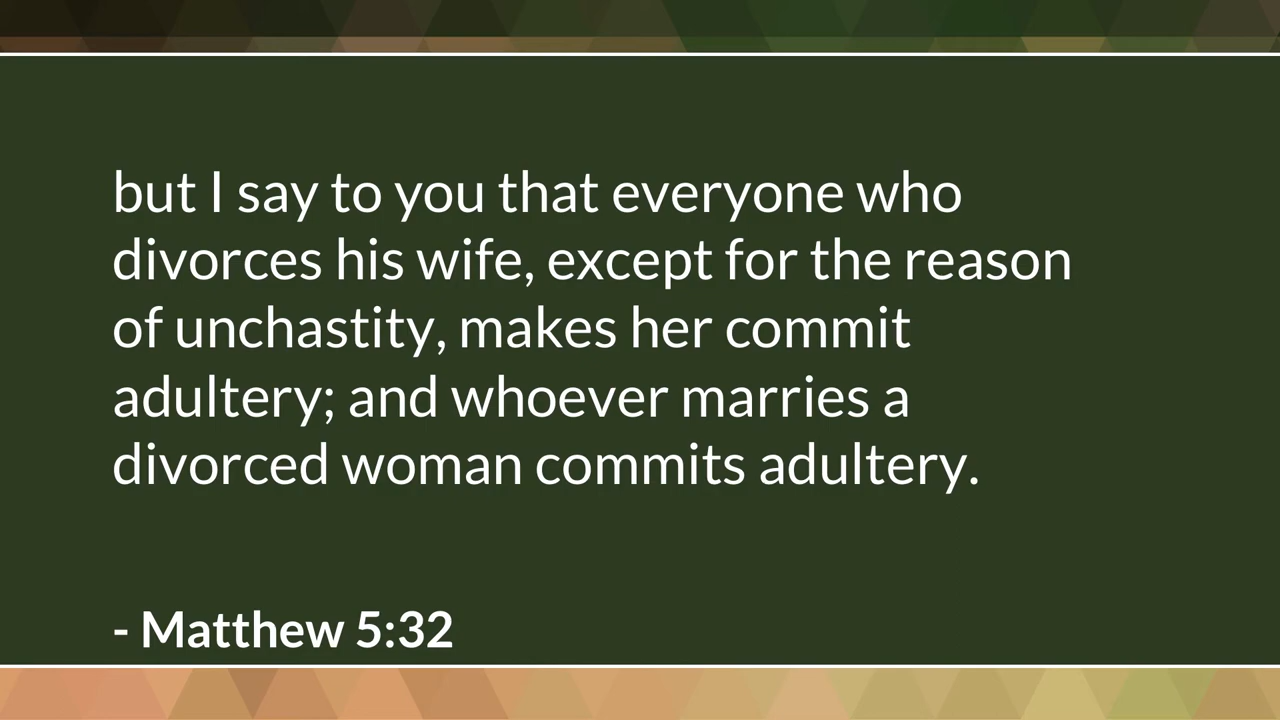 but I say to you that everyone who
divorces his wife, except for the reason
of unchastity, makes her commit
adultery; and whoever marries a
divorced woman commits adultery.
- Matthew 5:32